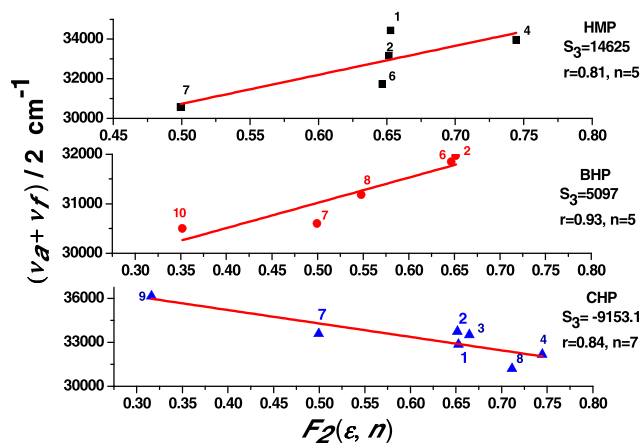 (νa+ νf) /2 cm-1
34000
33000
32000
31000
30000
0.45 0.50 0.55 0.60 0.65 0.70 0.75 0.80
7
6
2
1
4
HMP
S3=14625
r=0.81, n=5
32000
31000
30000
0.30 0.35 0.40 0.45 0.50 0.55 0.60 0.65 0.70 0.75 0.80
10
7
8
6
2
BHP
S3=5097
r=0.93, n=5
36000
34000
32000
30000
0.30 0.35 0.40 0.45 0.50 0.55 0.60 0.65 0.70 0.75 0.80
9
7
2
3
1
8
4
CHP
S3= -9153.1
r=0.84, n=7
F2(ε, n)